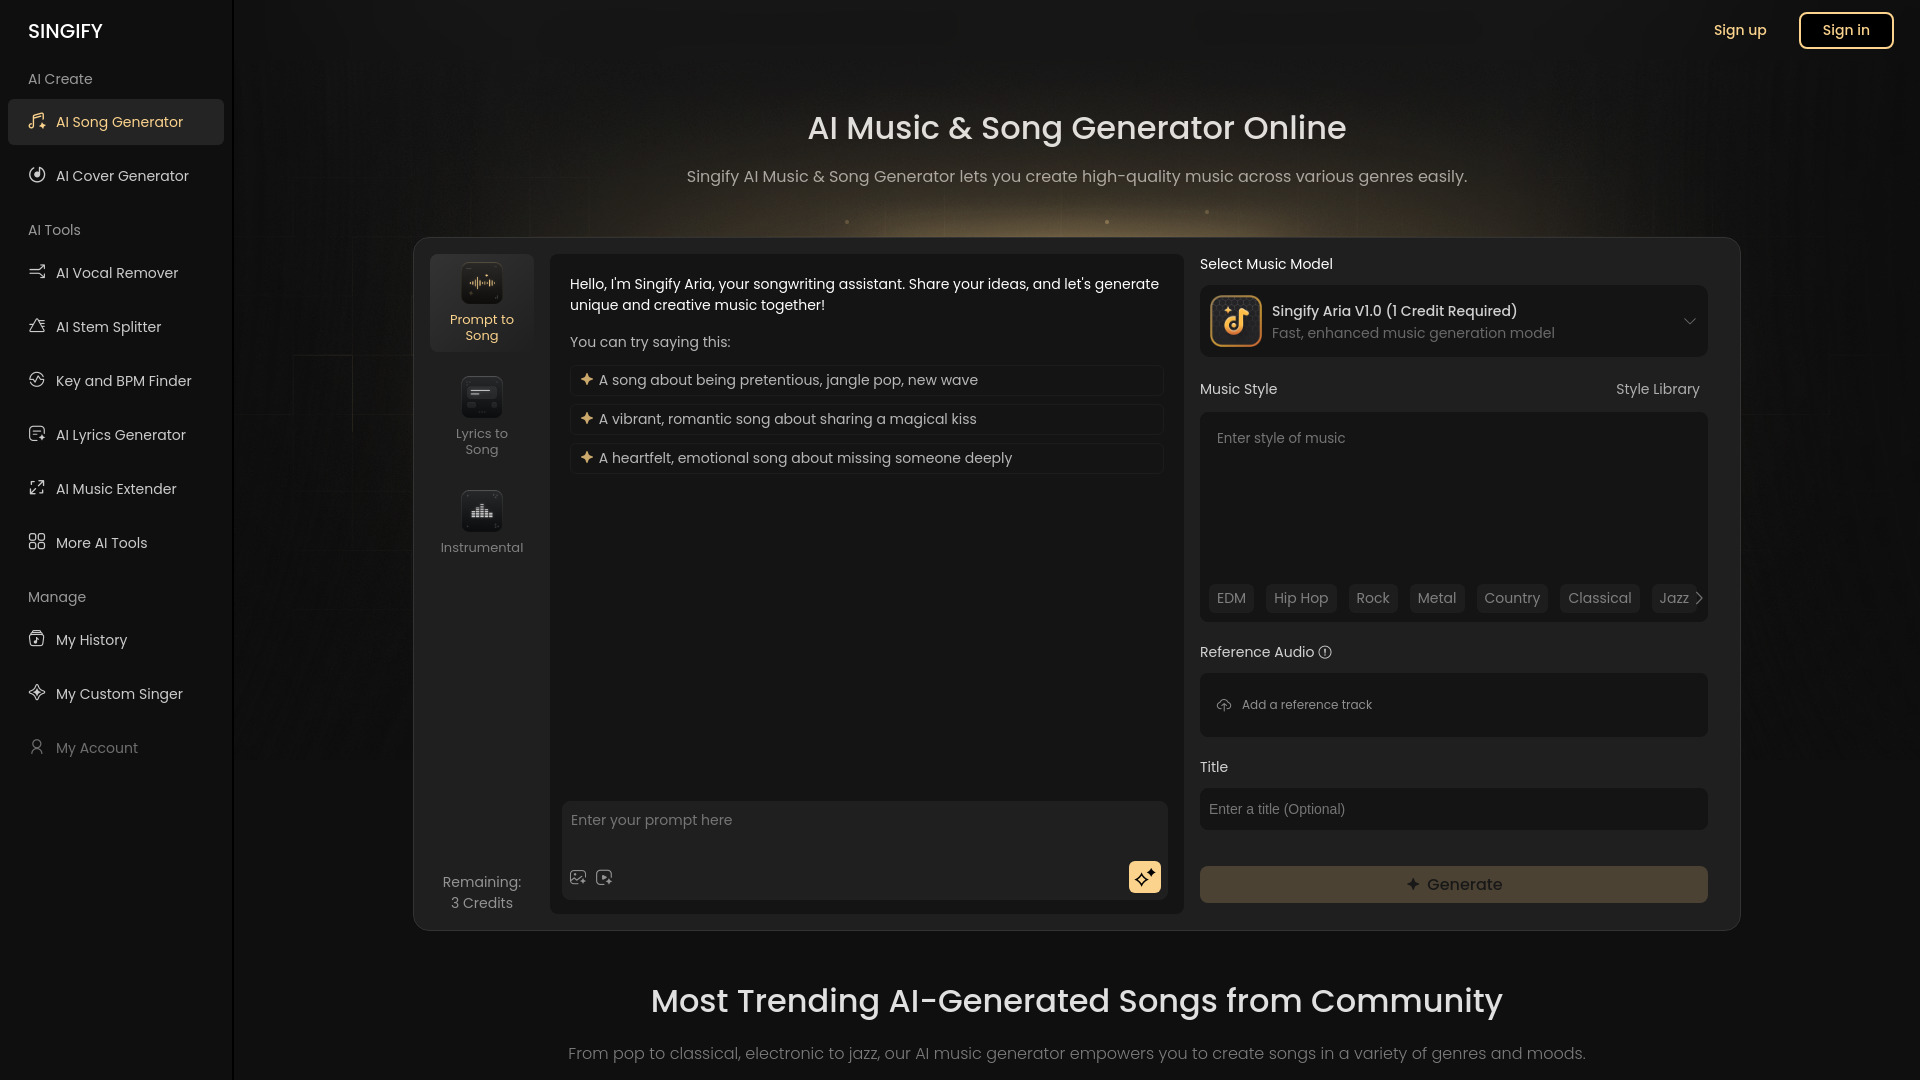 SINGIFY
AI Create
AI Song Generator
AI Cover Generator
AI Tools
AI Vocal Remover
AI Stem Splitter
Key and BPM Finder
AI Lyrics Generator
AI Music Extender
More AI Tools
Manage
My History
My Custom Singer
My Account
Sign up
Sign in
AI Music & Song Generator Online
Singify AI Music & Song Generator lets you create high-quality music across various genres easily.
Prompt to
Song
Lyrics to
Song
Instrumental
Remaining:
3 Credits
Hello, I'm Singify Aria, your songwriting assistant. Share your ideas, and let's generate
unique and creative music together!
You can try saying this:
A song about being pretentious, jangle pop, new wave
A vibrant, romantic song about sharing a magical kiss
A heartfelt, emotional song about missing someone deeply
Enter your prompt here
Select Music Model
Singify Aria V1.0 (1 Credit Required)
Fast, enhanced music generation model
Music Style
Style Library
Enter style of music
EDM
Hip Hop
Rock
Metal
Country
Classical
Jazz
Reference Audio
Add a reference track
Title
Enter a title (Optional)
Generate
Most Trending AI-Generated Songs from Community
From pop to classical, electronic to jazz, our AI music generator empowers you to create songs in a variety of genres and moods.